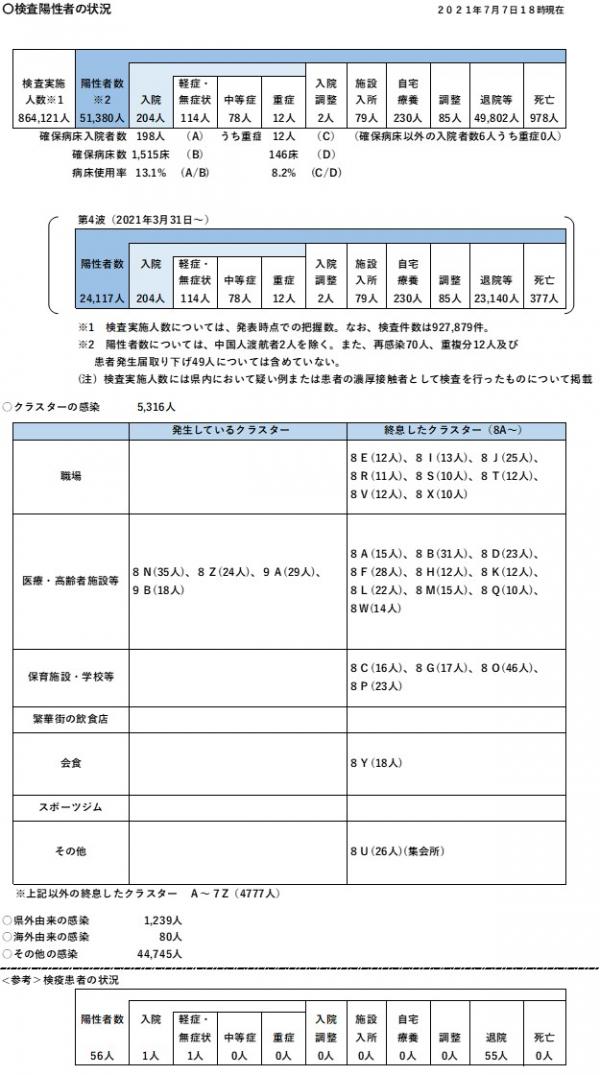 〇検査陽性者の状況
２０２１年７月７日１８時現在
検査実施人数※1 陽性者数※2 入院 軽症・無症状 中等症 重症 入院調整 施設入所 自宅療養 調整 退院等 死亡
864,121人 51,380人 204人 114人 78人 12人 2人 79人 230人 85人 49,802人 978人
確保病床入院者数 198人 （A） うち重症 12人 （C） （確保病床以外の入院者数6人うち重症0人）
確保病床数 1,515床 （B） 146床 （D）
病床使用率 13.1% （A/B） 8.2% （C/D）
第4波（2021年3月31日～）
陽性者数 入院 軽症・無症状 中等症 重症 入院調整 施設入所 自宅療養 調整 退院等 死亡
24,117人 204人 114人 78人 12人 2人 79人 230人 85人 23,140人 377人
※1　検査実施人数については、発表時点での把握数。なお、検査件数は927,879件。
※2　陽性者数については、中国人渡航者2人を除く。また、再感染70人、重複分12人及び
患者発生届取り下げ49人については含めていない。
（注）検査実施人数には県内において疑い例または患者の濃厚接触者として検査を行ったものについて掲載
〇クラスターの感染　5,316人
発生しているクラスター 終息したクラスター（8A～）
職場
８Ｅ(12人)、８Ｉ(13人)、８Ｊ(25人)、
８Ｒ(11人)、８Ｓ(10人)、８Ｔ(12人)、
８Ｖ(12人)、８Ｘ(10人)
医療・高齢者施設等
８Ｎ(35人)、８Ｚ(24人)、９Ａ(29人)、
９Ｂ(18人)
８Ａ(15人)、８Ｂ(31人)、８Ｄ(23人)、
８Ｆ(28人)、８Ｈ(12人)、８Ｋ(12人)、
８Ｌ(22人)、８Ｍ(15人)、８Ｑ(10人)、
８Ｗ(14人)
保育施設・学校等
８Ｃ(16人)、８Ｇ(17人)、８Ｏ(46人)、
８Ｐ(23人)
繁華街の飲食店
会食
８Ｙ(18人)
スポーツジム
その他
８Ｕ(26人)(集会所)
※上記以外の終息したクラスター　Ａ～７Ｚ（4777人）
〇県外由来の感染　1,239人
〇海外由来の感染　80人
〇その他の感染　44,745人
<参考>検疫患者の状況
陽性者数 入院 軽症・無症状 中等症 重症 入院調整 施設入所 自宅療養 調整 退院 死亡
56人 1人 1人 0人 0人 0人 0人 0人 0人 55人 0人